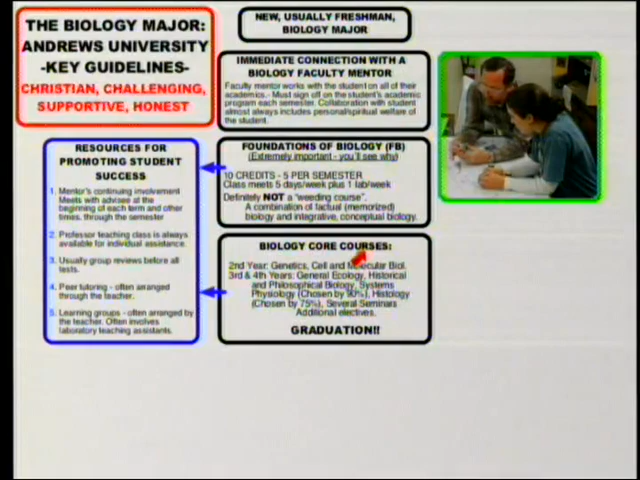 THE BIOLOGY MAJOR:
ANDREWS UNIVERSITY
-KEY GUIDELINES-
CHRISTIAN, CHALLENGING,
SUPPORTIVE, HONEST
NEW, USUALLY FRESHMAN,
BIOLOGY MAJOR
IMMEDIATE CONNECTION WITH A
BIOLOGY FACULTY MENTOR
Faculty mentor works with the student on all of their
academics.- Must sign off on the student's academic
program each semester. Collaboration with student
almost always includes personal/spiritual welfare of
the student.
RESOURCES FOR
PROMOTING STUDENT
SUCCESS
1. Mentor's continuing involvement
Meets with advisee at the
beginning of each term and other
times, through the semester
2. Professor teaching class is always
available for individual assistance.
3. Usually group reviews before all
tests.
4. Peer tutoring - often arranged
through the teacher.
5. Learning groups - often arranged by
the teacher. Often involves
laboratory teaching assistants.
FOUNDATIONS OF BIOLOGY (FB)
(Extremely important - you'll see why)
10 CREDITS - 5 PER SEMESTER
Class meets 5 days/week plus 1 lab/week
Definitely NOT a "weeding course".
A combination of factual (memorized)
biology and integrative, conceptual biology.
BIOLOGY CORE COURSES:
2nd Year: Genetics, Cell and Molecular Biol.
3rd & 4th Years: General Ecology, Historical
and Philosophical Biology, Systems
Physiology (Chosen by 90%), Histology
(Chosen by 75%), Several Seminars
Additional electives.
GRADUATION!!